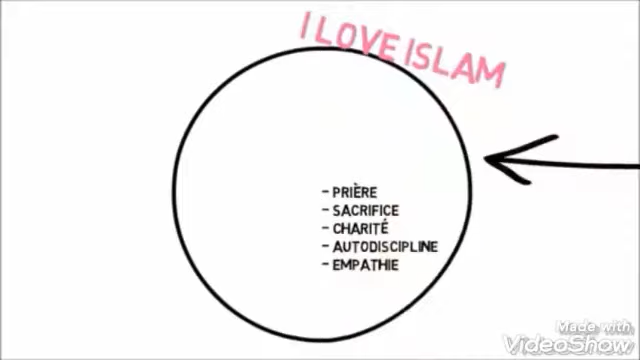 I LOVE ISLAM
- PRIÈRE
- SACRIFICE
- CHARITÉ
- AUTODISCIPLINE
- EMPATHIE
Made with
VideoShow